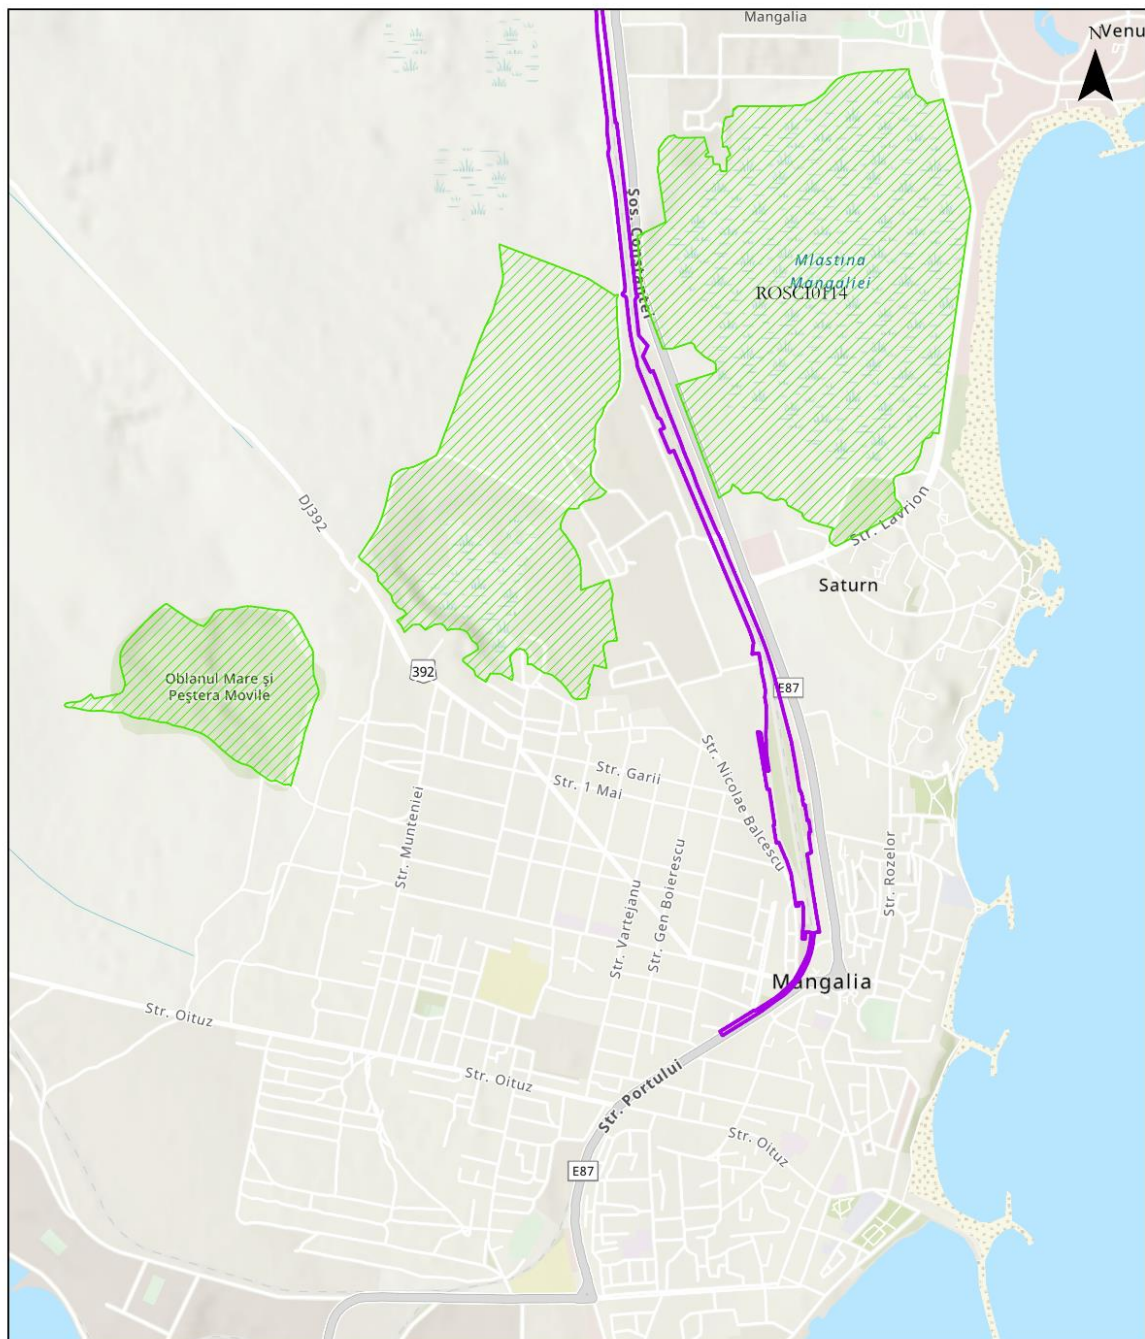 Mangalia
N
Venu
Şos. Constanței
Mlastina
Mangaliei
ROSCI0114
DJ392
Str. Lavrion
Saturn
Oblanul Mare şi
Peştera Movile
392
E87
Str. Nicolae Balcescu
Str. Garii
Str. 1 Mai
Str. Munteniei
Str. Rozelor
Str. Gen Boierescu
Str. Vartejanu
Mangalia
Str. Oituz
Str. Oituz
Str. Portului
Str. Oituz
E87